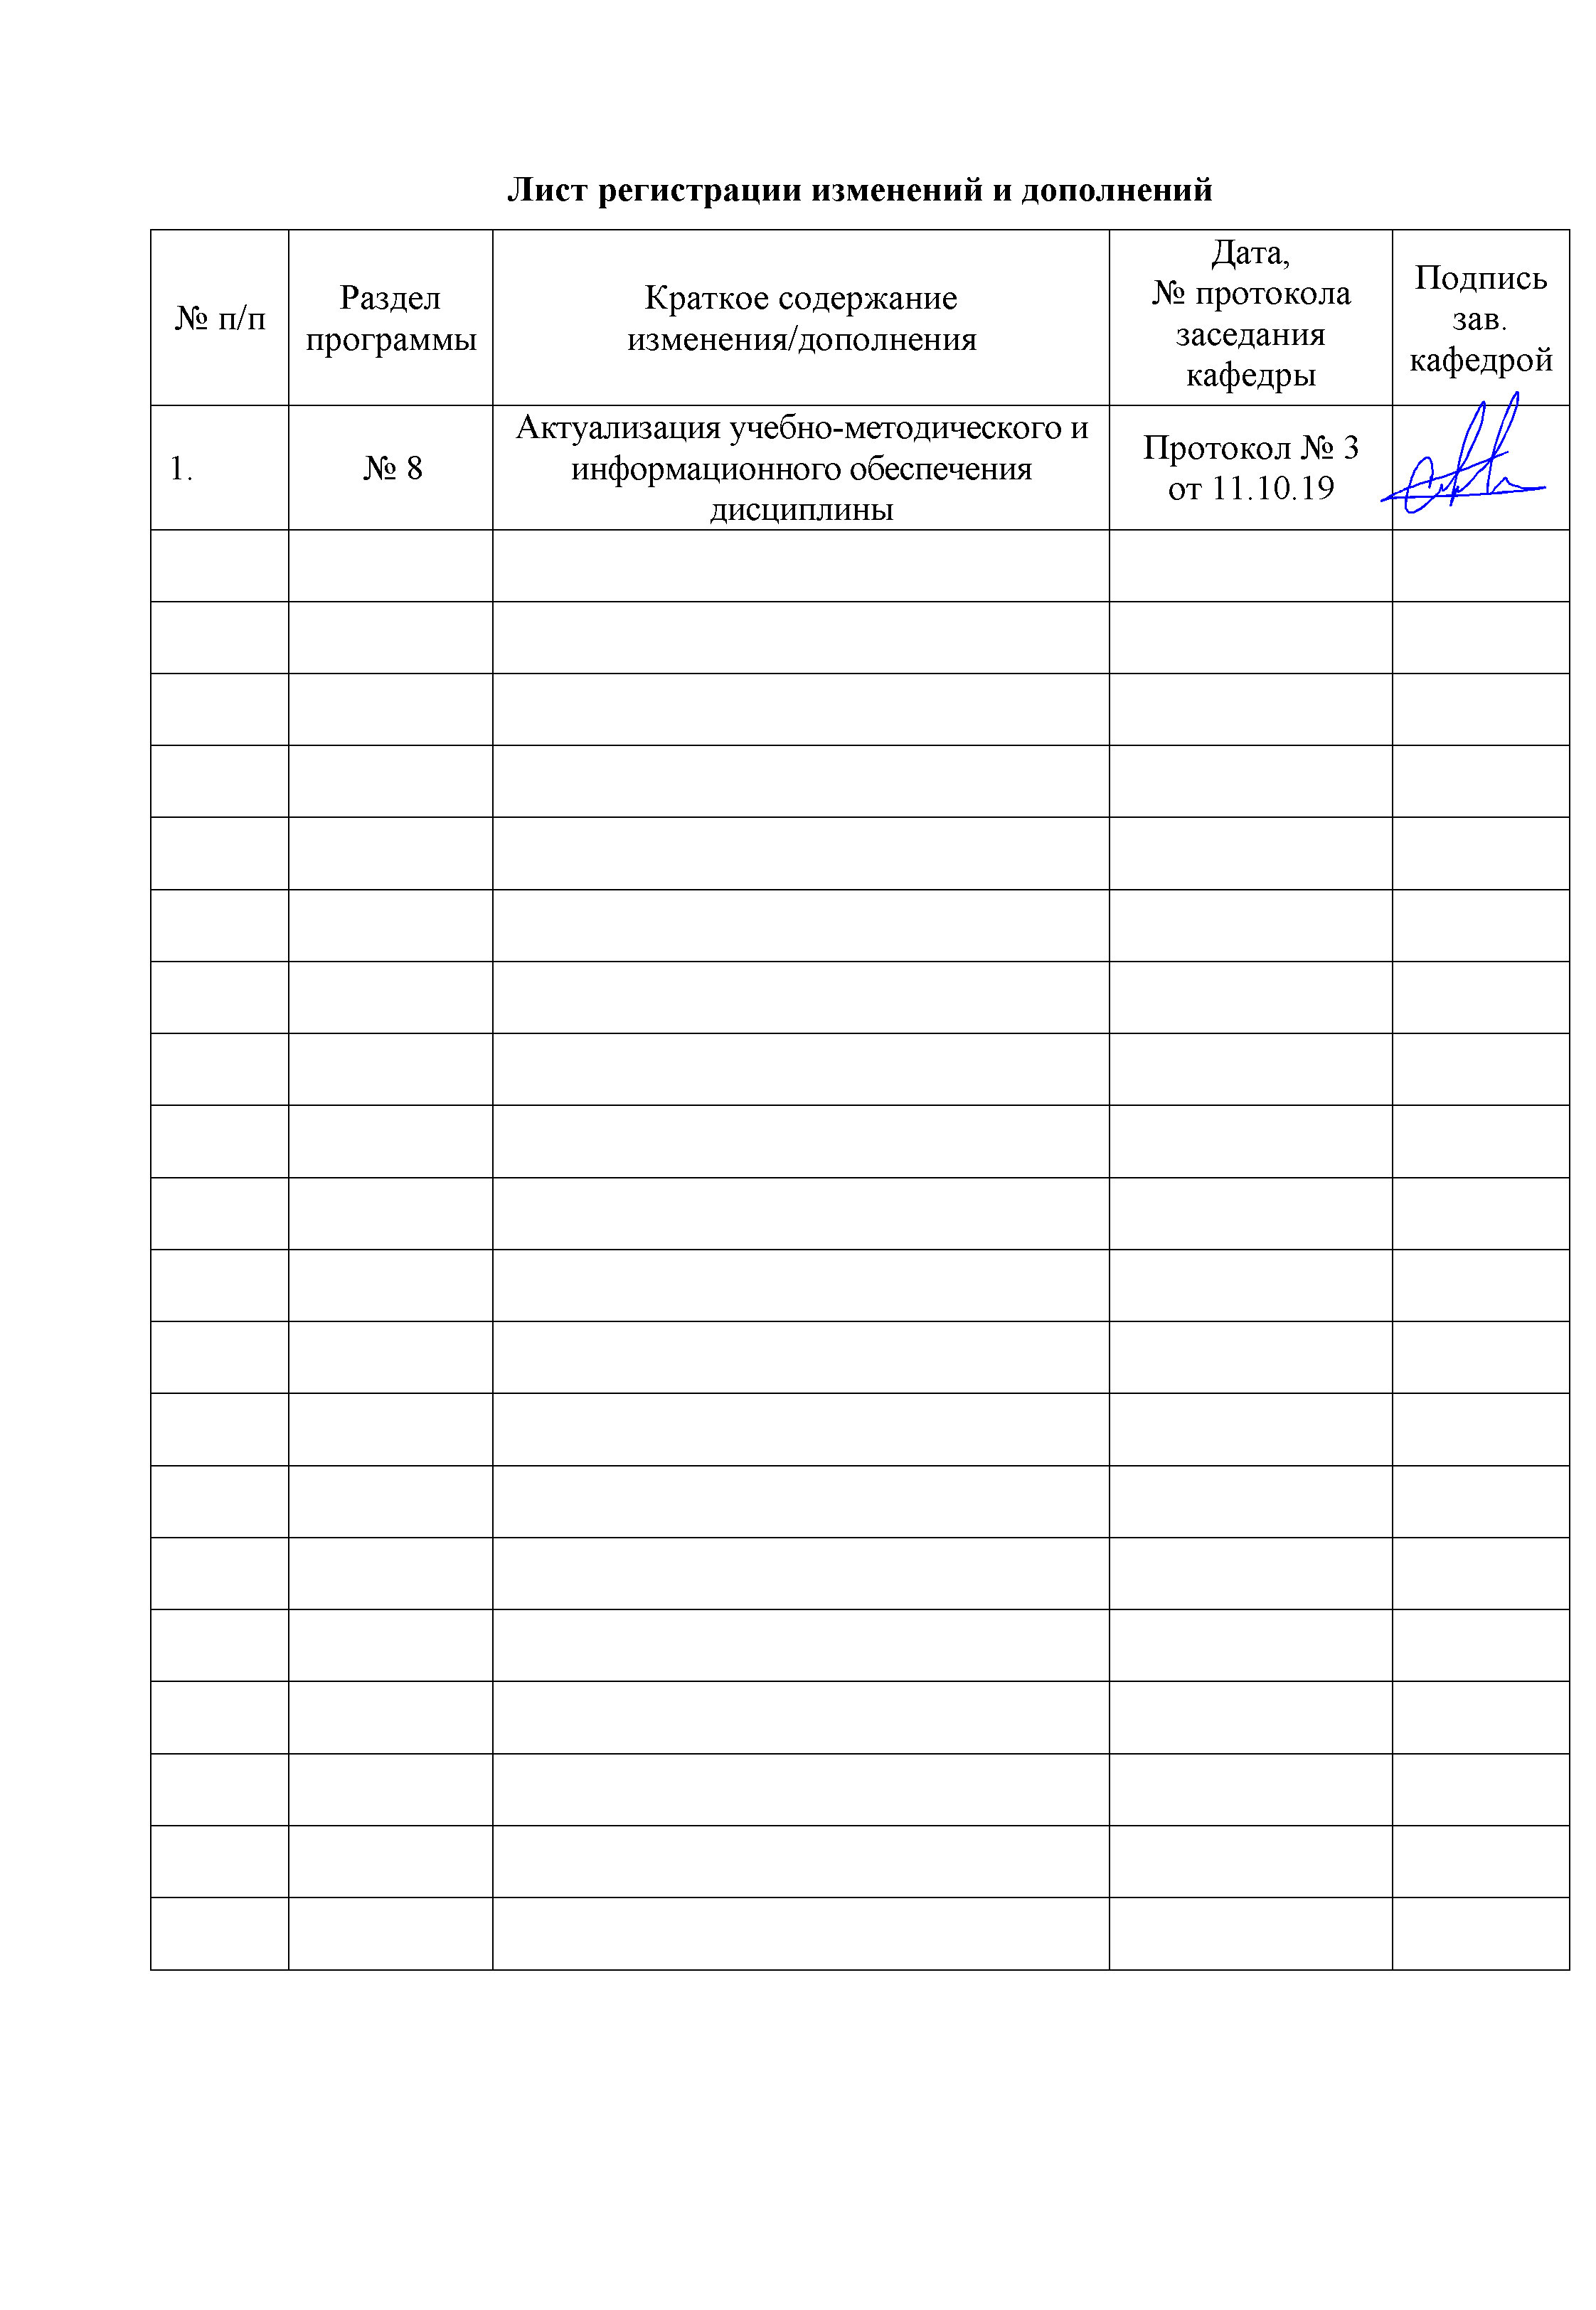 Лист регистрации изменений и дополнений
№ п/п
Раздел
программы
Краткое содержание
изменения/дополнения
Дата,
№ протокола
заседания
кафедры
Подпись
зав.
кафедрой
1.
№ 8
Актуализация учебно-методического и
информационного обеспечения
дисциплины
Протокол № 3
от 11.10.19